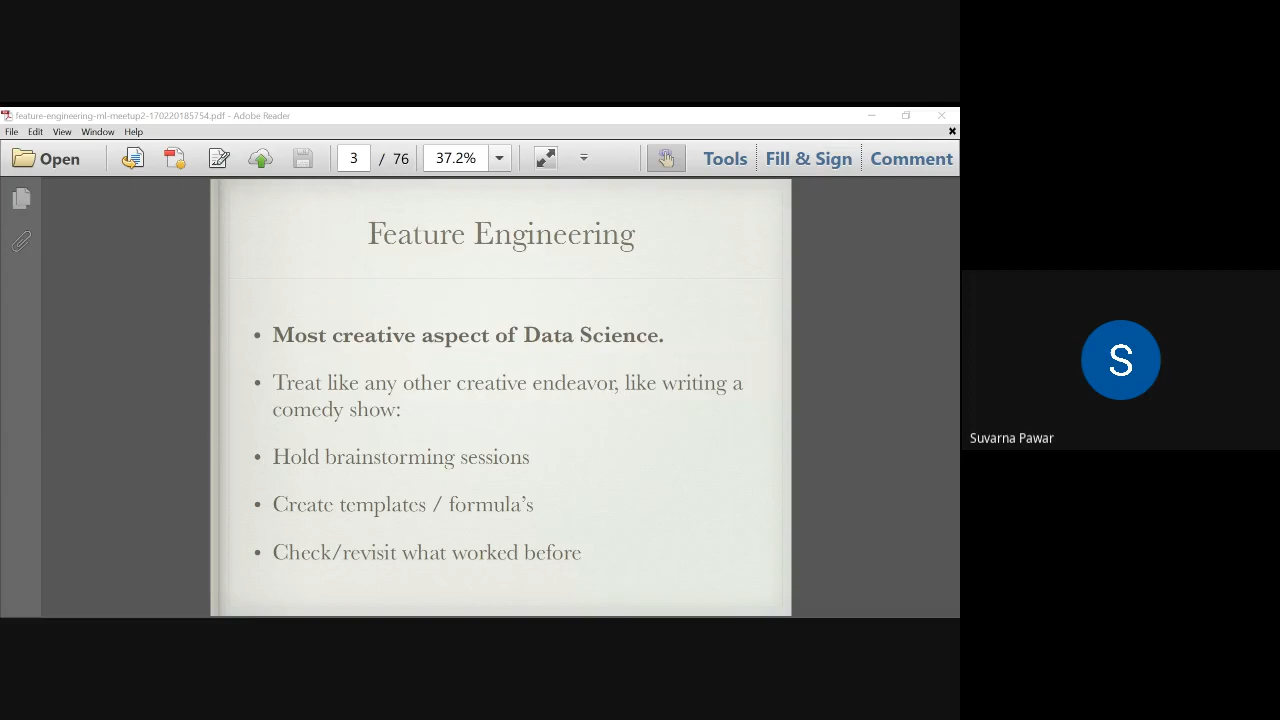 feature-engineering-ml-meetup2-170220185754.pdf - Adobe Reader
File Edit View Window Help
Open 3 / 76 37.2% Tools Fill & Sign Comment
Feature Engineering
• Most creative aspect of Data Science.
• Treat like any other creative endeavor, like writing a
comedy show:
• Hold brainstorming sessions
• Create templates / formula's
• Check/revisit what worked before
S
Suvarna Pawar